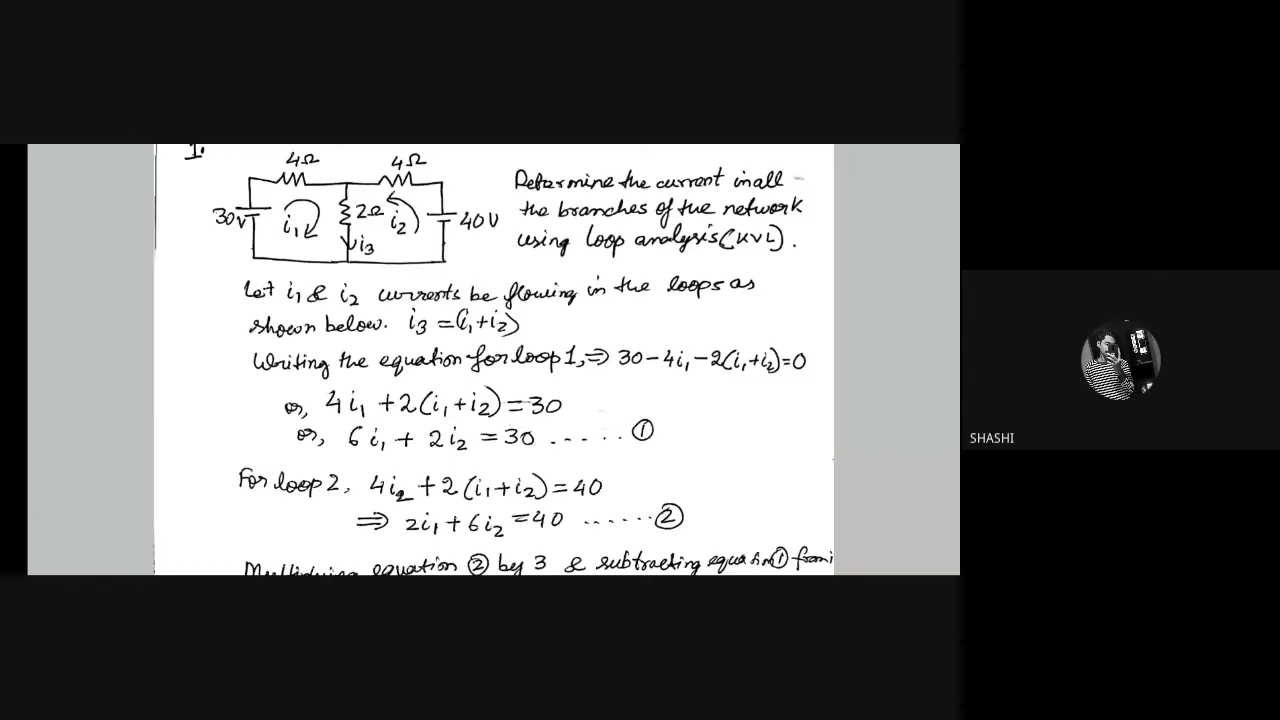 1.
4Ω 4Ω
30V i₁ 2Ω i₂ 40V
i₃
Determine the current in all
the branches of the network
using loop analysis (KVL).
Let i₁ & i₂ currents be flowing in the loops as
shown below. i₃ = (i₁+i₂)
Writing the equation for loop 1, ⇒ 30 - 4i₁ - 2(i₁+i₂) = 0
or, 4i₁ + 2(i₁+i₂) = 30
or, 6i₁ + 2i₂ = 30 ...... ①
For loop 2, 4i₂ + 2(i₁+i₂) = 40
⇒ 2i₁ + 6i₂ = 40 ...... ②
Multiplying equation ② by 3 & subtracting equation ① from
SHASHI